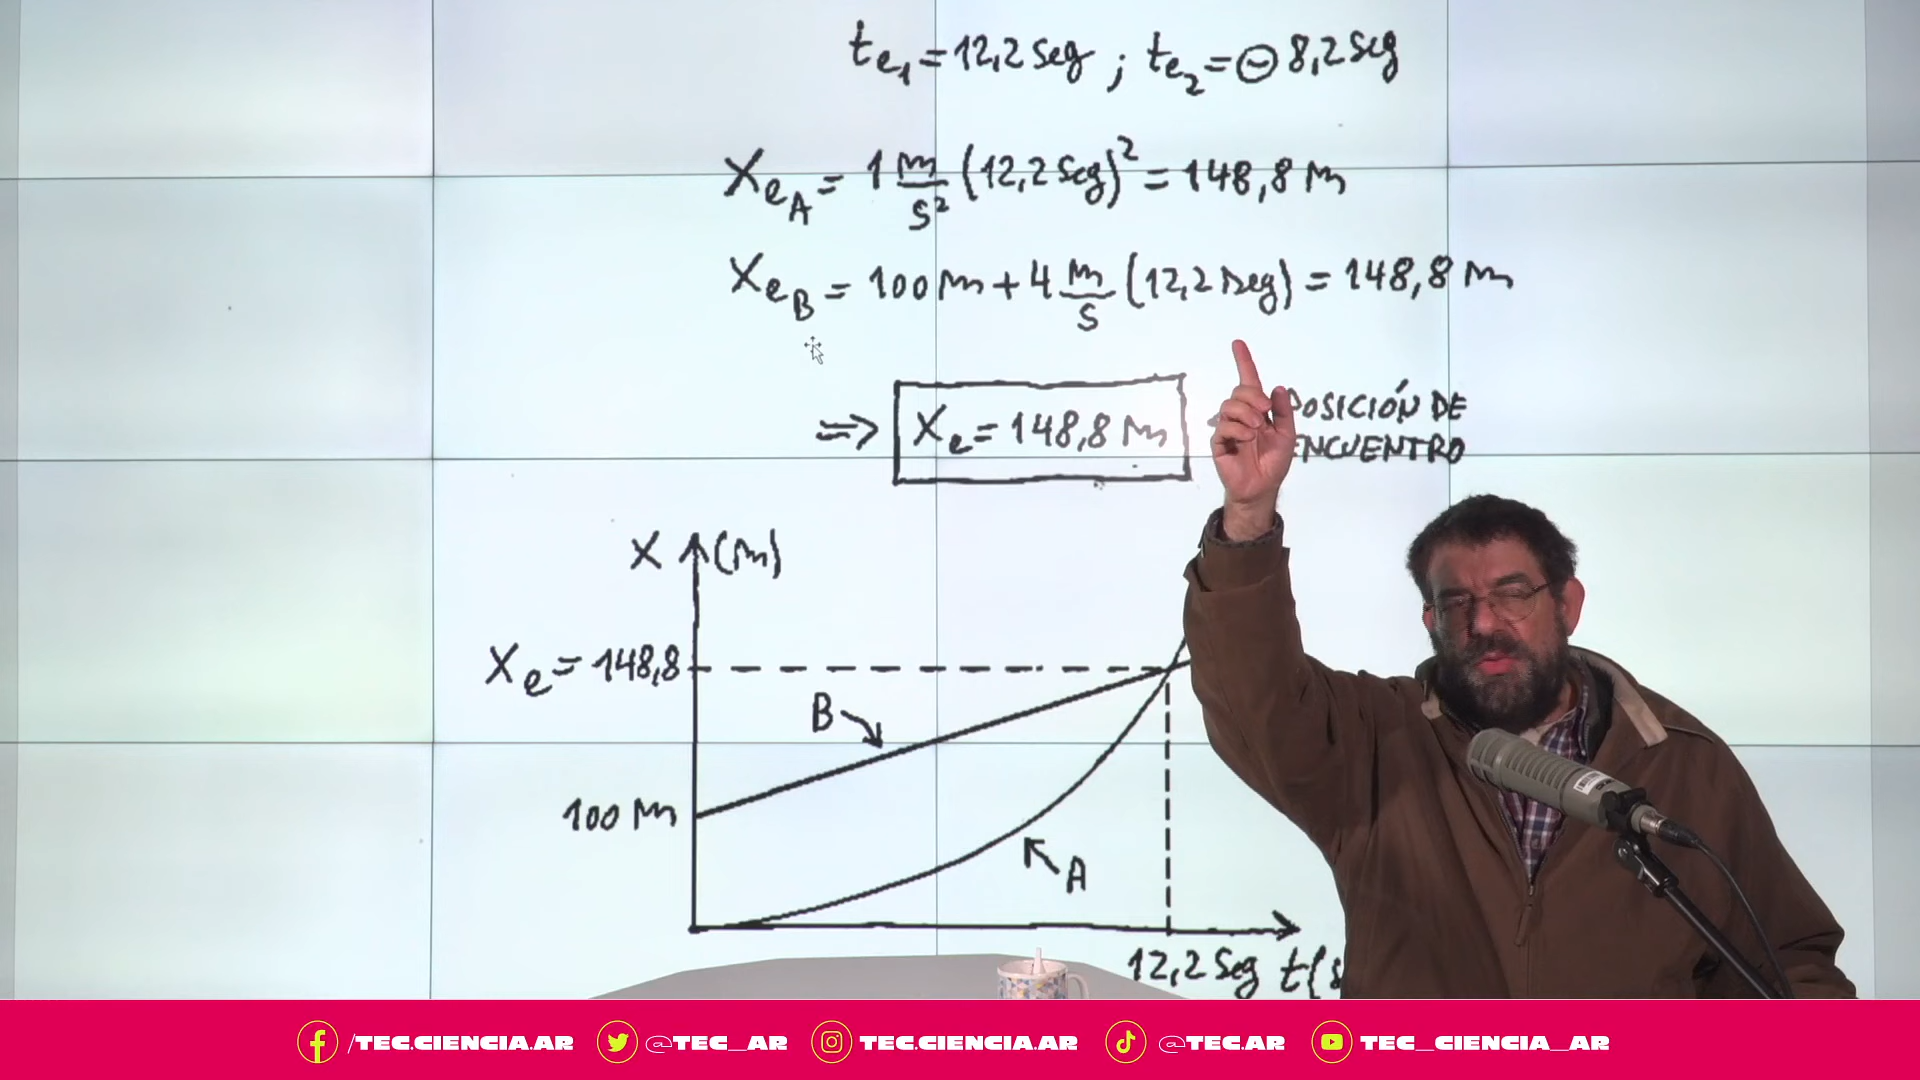 te1 = 12,2 seg ; te2 = ⊖ 8,2 seg
XeA = 1 m/s² (12,2 seg)² = 148,8 m
XeB = 100 m + 4 m/s (12,2 seg) = 148,8 m
⇒ Xe = 148,8 m
POSICIÓN DE
ENCUENTRO
X (m)
Xe = 148,8
B
100 m
A
12,2 seg t(s
/TEC.CIENCIA.AR @TEC_AR TEC.CIENCIA.AR @TEC.AR TEC_CIENCIA_AR